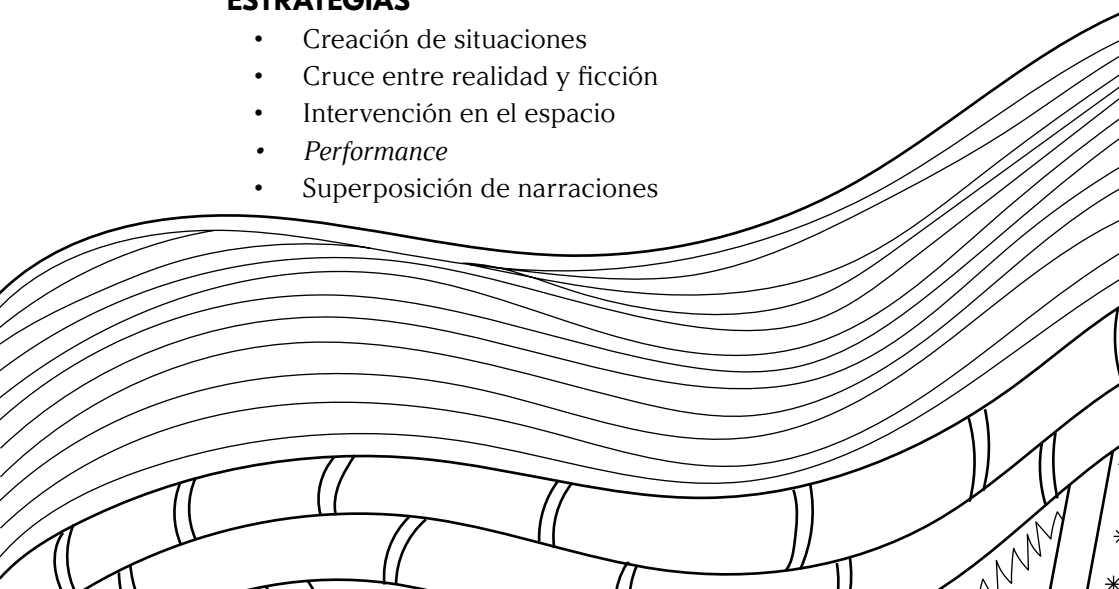 ESTRATEGIAS
• Creación de situaciones
• Cruce entre realidad y ficción
• Intervención en el espacio
• Performance
• Superposición de narraciones